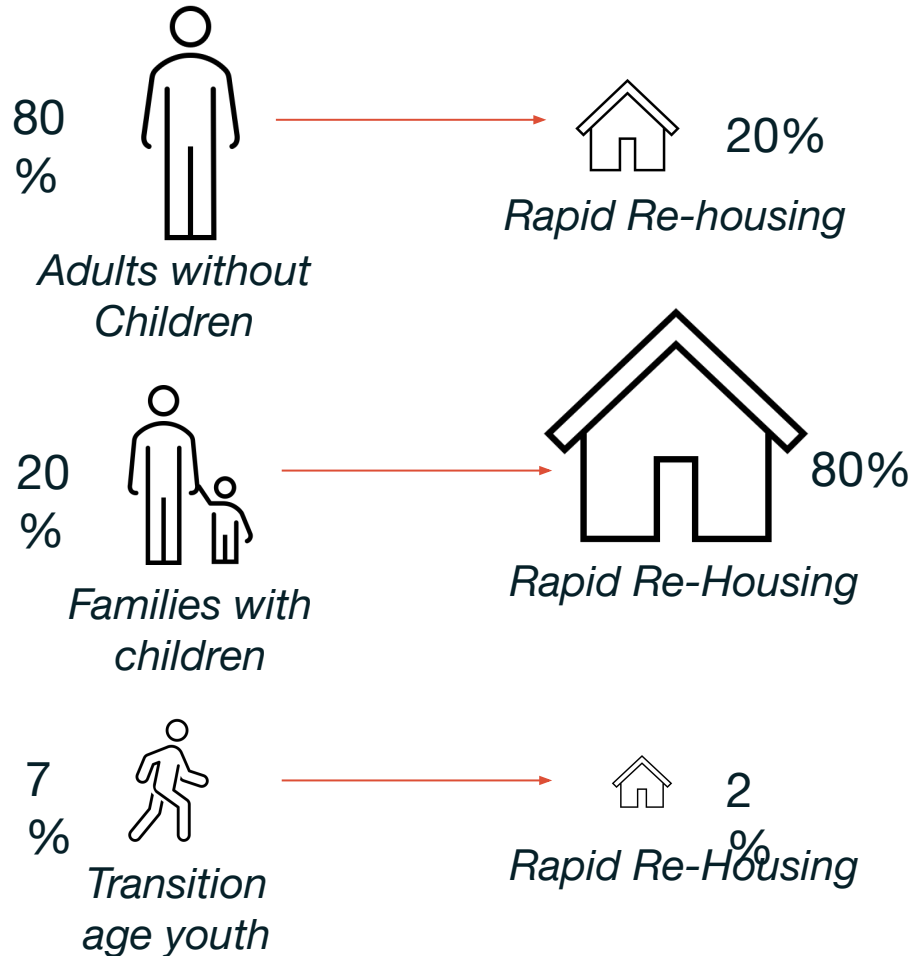 80
%
20%
Rapid Re-housing
Adults without
Children
20
%
80%
Rapid Re-Housing
Families with
children
7
%
2
%
Rapid Re-Housing
Transition
age youth